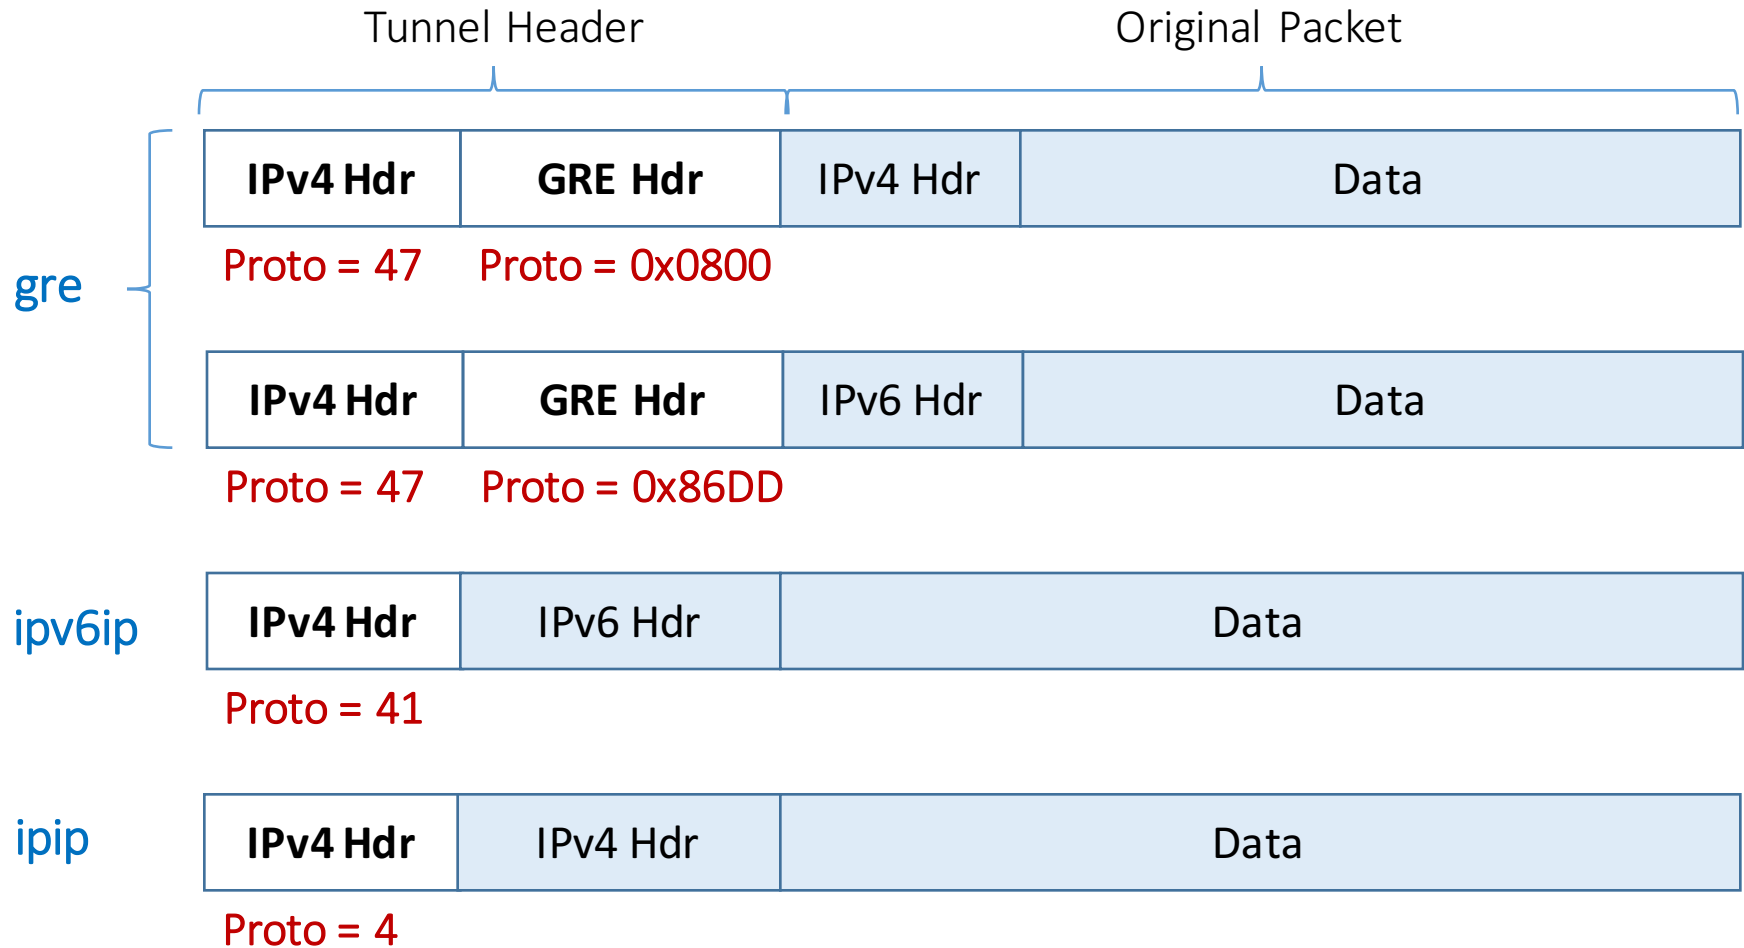 Tunnel Header Original Packet
IPv4 Hdr GRE Hdr IPv4 Hdr Data
Proto = 47 Proto = 0x0800
gre
IPv4 Hdr GRE Hdr IPv6 Hdr Data
Proto = 47 Proto = 0x86DD
ipv6ip IPv4 Hdr IPv6 Hdr Data
Proto = 41
ipip IPv4 Hdr IPv4 Hdr Data
Proto = 4